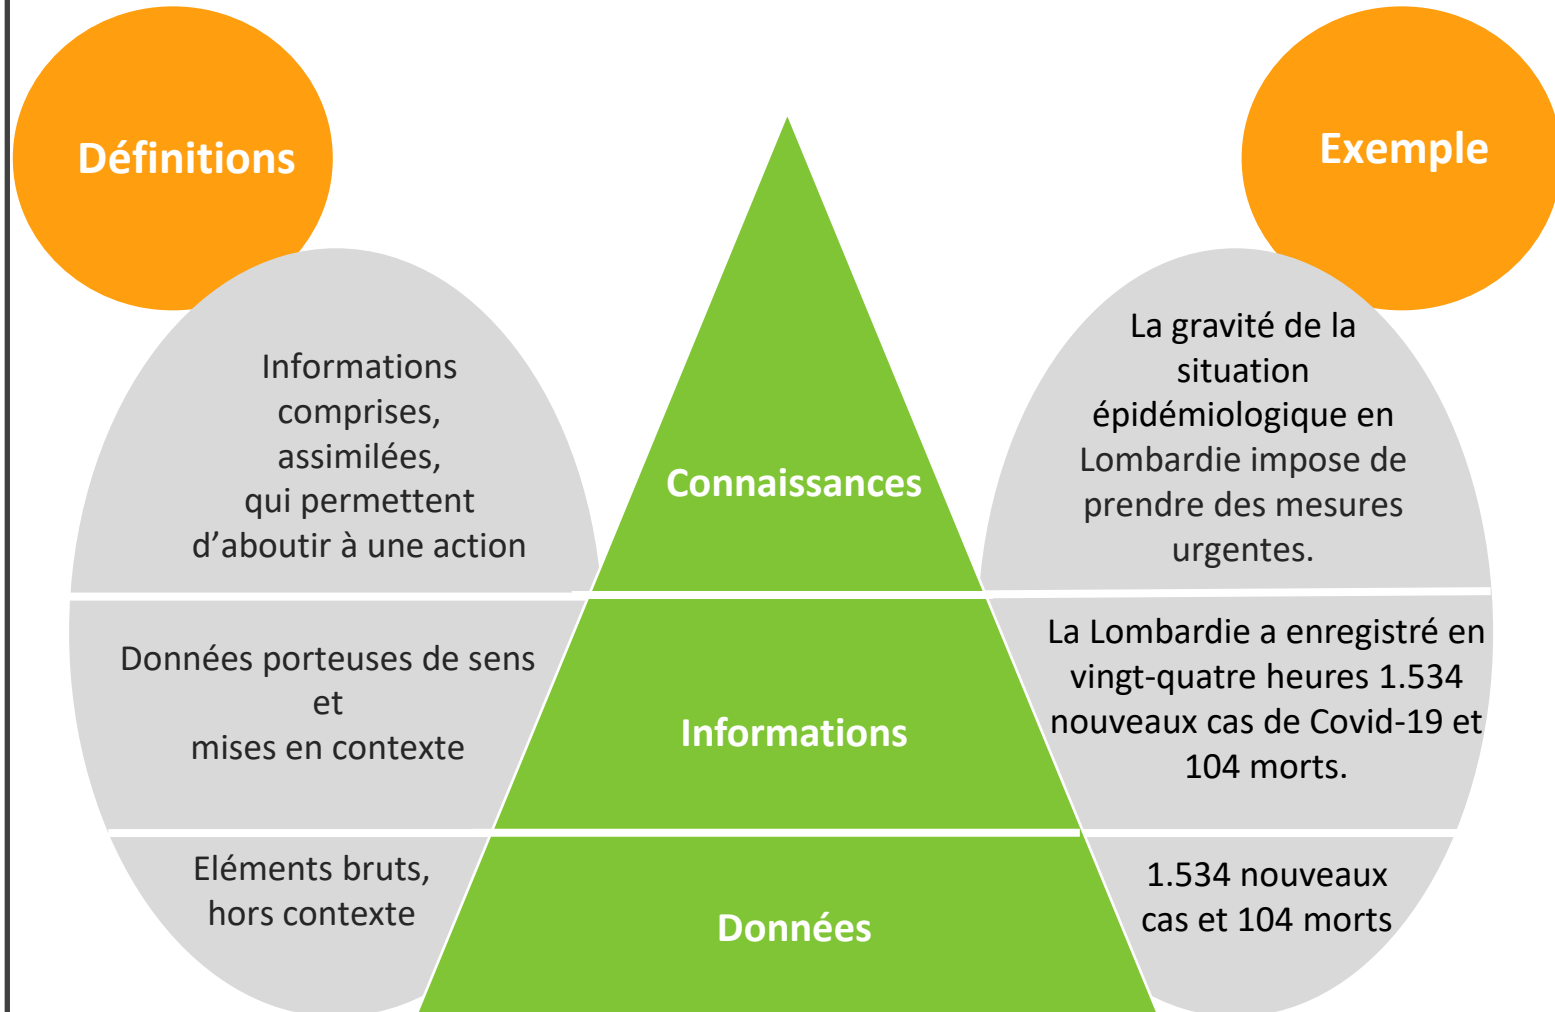 Définitions
Exemple
Informations
comprises,
assimilées,
qui permettent
d’aboutir à une action
Connaissances
La gravité de la
situation
épidémiologique en
Lombardie impose de
prendre des mesures
urgentes.
Données porteuses de sens
et
mises en contexte
Informations
La Lombardie a enregistré en
vingt-quatre heures 1.534
nouveaux cas de Covid-19 et
104 morts.
Eléments bruts,
hors contexte
Données
1.534 nouveaux
cas et 104 morts